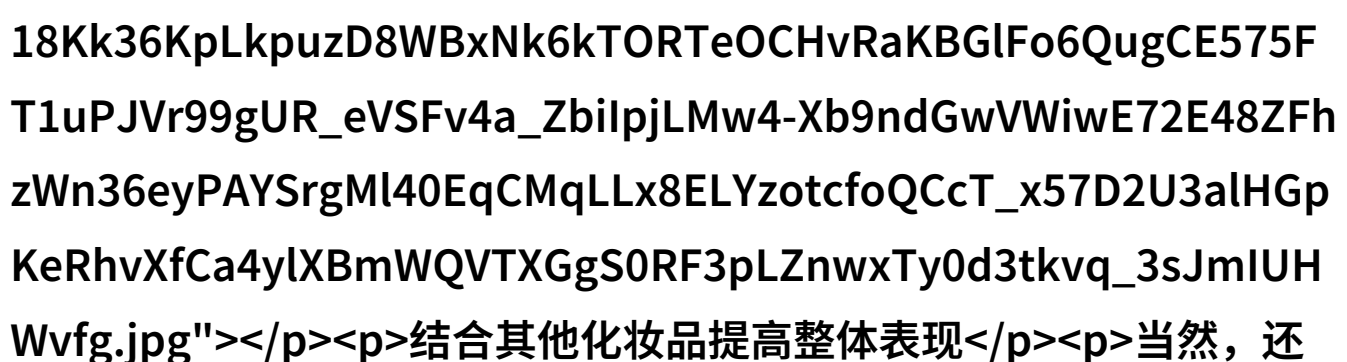 18Kk36KpLkpuzD8WBxNk6kTORTeOCHvRaKBGlFo6QugCE575F
T1uPJVr99gUR_eVSFv4a_ZbiIpjLMw4-Xb9ndGwVWiwE72E48ZFh
zWn36eyPAYSrgMl40EqCMqLLx8ELYzotcfoQCcT_x57D2U3alHGp
KeRhvXfCa4ylXBmWQVTXGgS0RF3pLZnwxTy0d3tkvq_3sJmIUH
Wvfg.jpg"></p><p>结合其他化妆品提高整体表现</p><p>当然，还